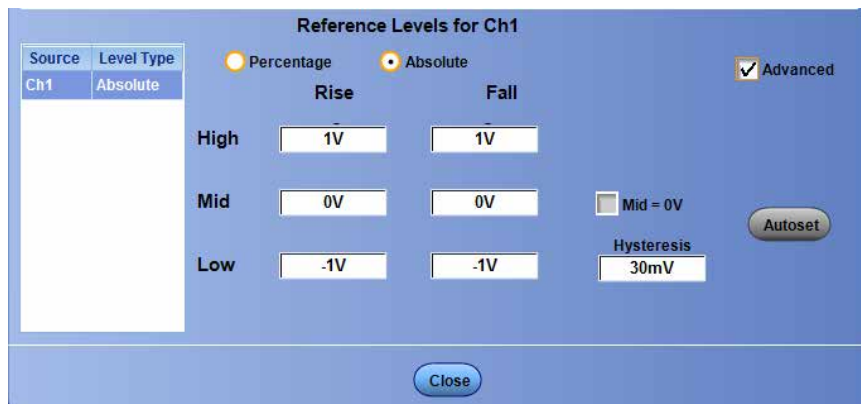 Reference Levels for Ch1
Source Level Type
Percentage Absolute
Advanced
Ch1 Absolute
Rise Fall
High 1V 1V
Mid 0V 0V Mid = 0V
Autoset
Hysteresis
Low -1V -1V 30mV
Close